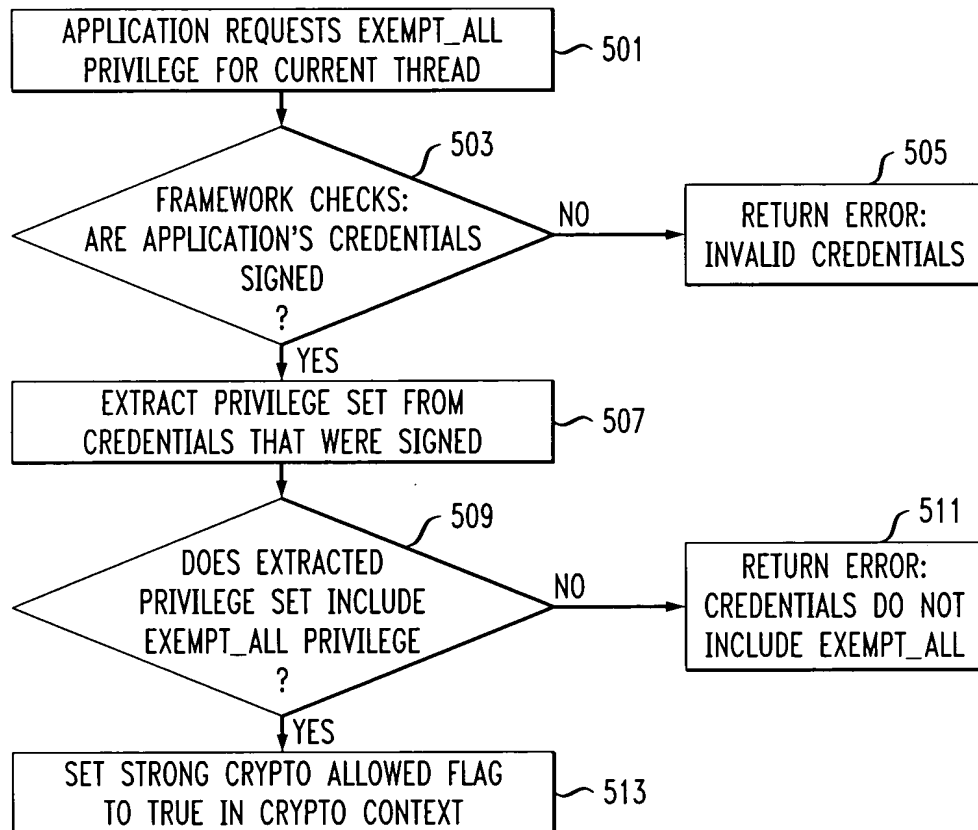 APPLICATION REQUESTS EXEMPT_ALL
PRIVILEGE FOR CURRENT THREAD
501
503
FRAMEWORK CHECKS:
ARE APPLICATION'S CREDENTIALS
SIGNED
?
NO
505
RETURN ERROR:
INVALID CREDENTIALS
YES
EXTRACT PRIVILEGE SET FROM
CREDENTIALS THAT WERE SIGNED
507
509
DOES EXTRACTED
PRIVILEGE SET INCLUDE
EXEMPT_ALL PRIVILEGE
?
NO
511
RETURN ERROR:
CREDENTIALS DO NOT
INCLUDE EXEMPT_ALL
YES
SET STRONG CRYPTO ALLOWED FLAG
TO TRUE IN CRYPTO CONTEXT
513